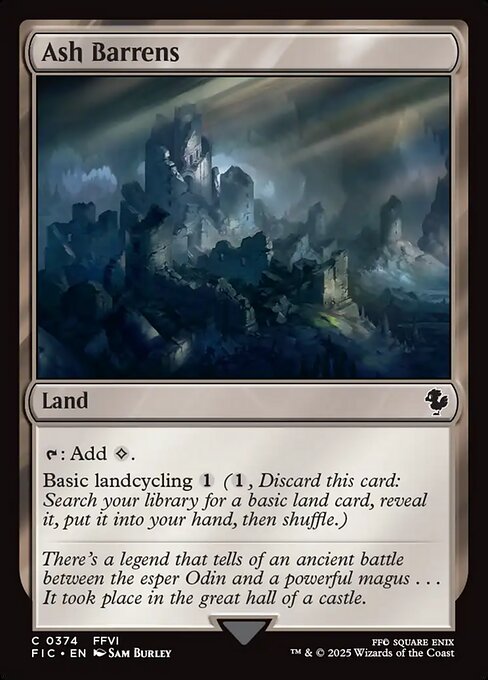 Ash Barrens
Land
: Add .
Basic landcycling 1 (1, Discard this card:
Search your library for a basic land card, reveal
it, put it into your hand, then shuffle.)
There's a legend that tells of an ancient battle
between the esper Odin and a powerful magus . . .
It took place in the great hall of a castle.
C 0374 FFVI
FIC • EN Sam Burley
FF© SQUARE ENIX
™ & © 2025 Wizards of the Coast